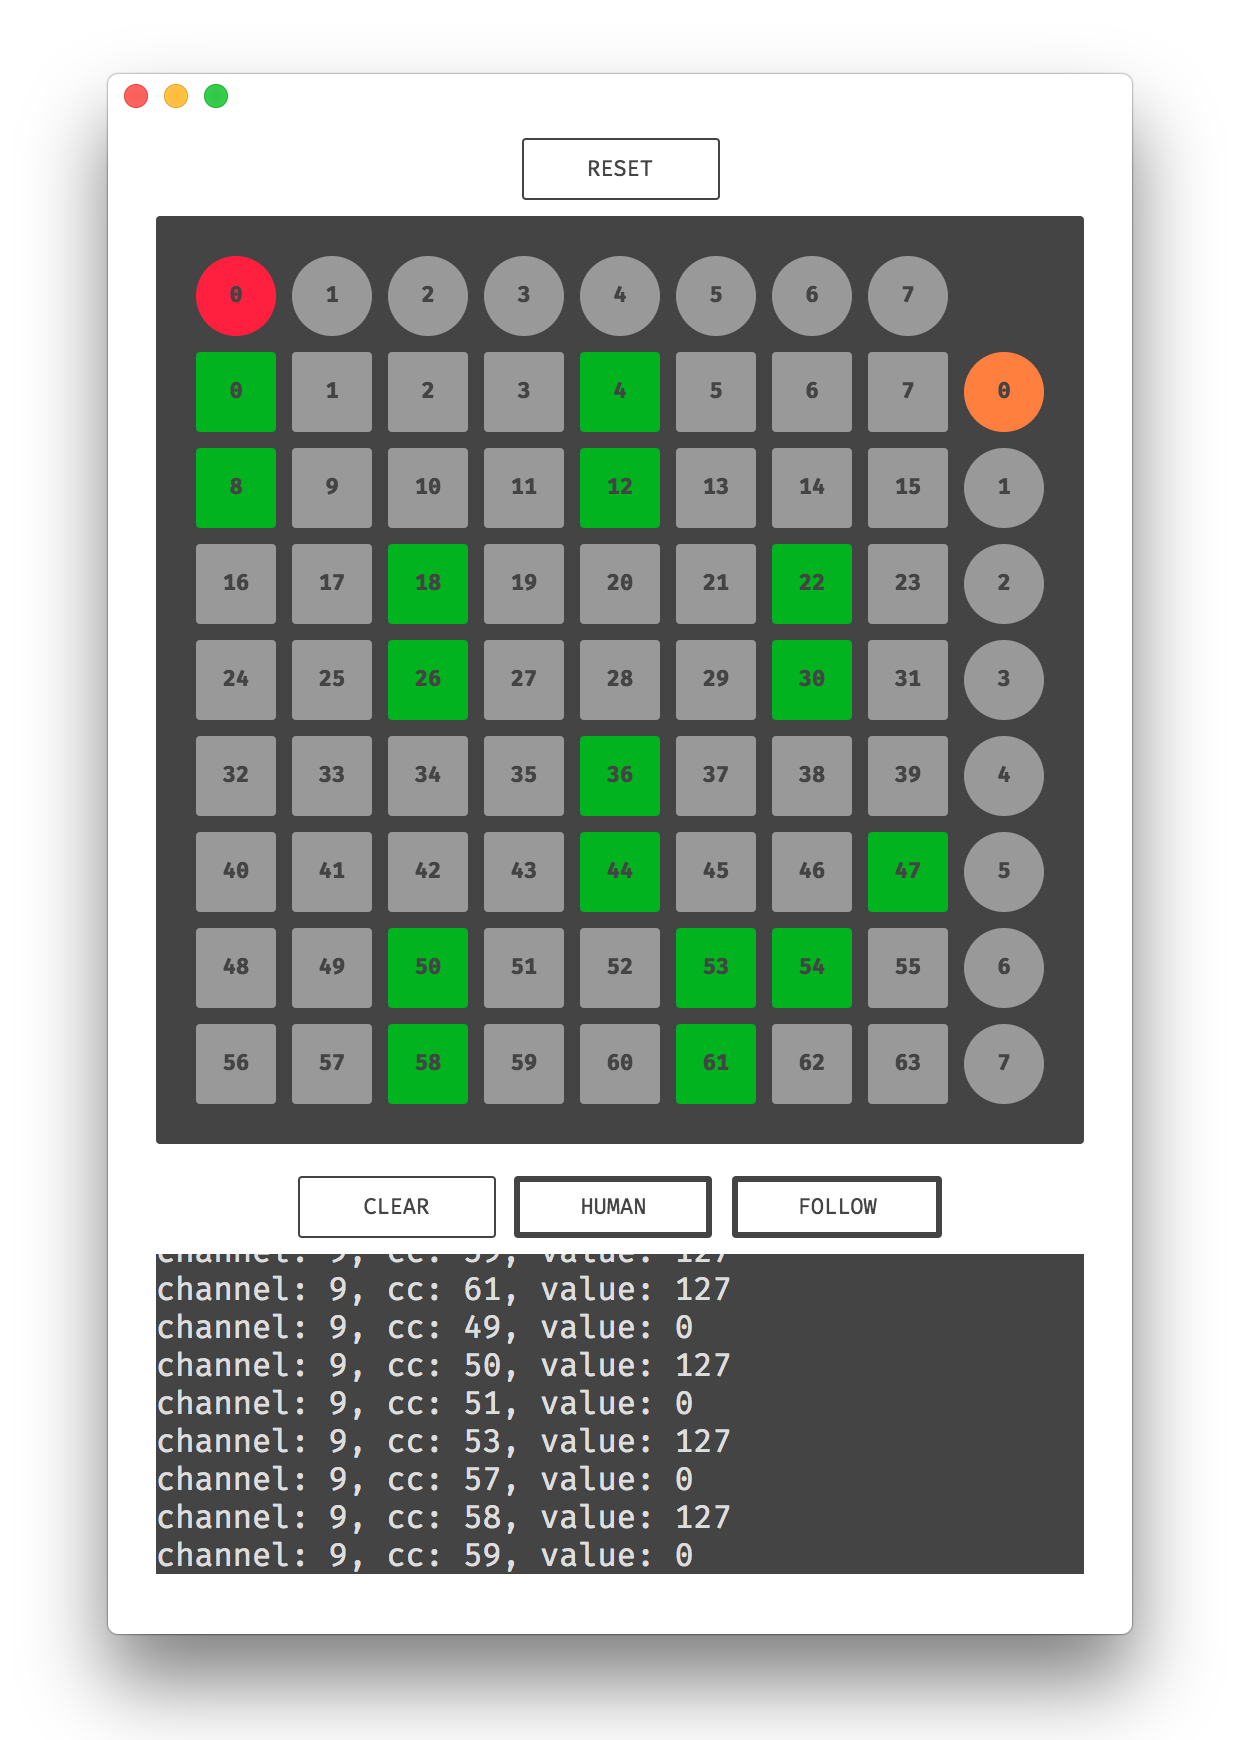 RESET
0 1 2 3 4 5 6 7
0 1 2 3 4 5 6 7 0
8 9 10 11 12 13 14 15 1
16 17 18 19 20 21 22 23 2
24 25 26 27 28 29 30 31 3
32 33 34 35 36 37 38 39 4
40 41 42 43 44 45 46 47 5
48 49 50 51 52 53 54 55 6
56 57 58 59 60 61 62 63 7
CLEAR HUMAN FOLLOW
channel: 9, cc: 59, value: 127
channel: 9, cc: 61, value: 127
channel: 9, cc: 49, value: 0
channel: 9, cc: 50, value: 127
channel: 9, cc: 51, value: 0
channel: 9, cc: 53, value: 127
channel: 9, cc: 57, value: 0
channel: 9, cc: 58, value: 127
channel: 9, cc: 59, value: 0